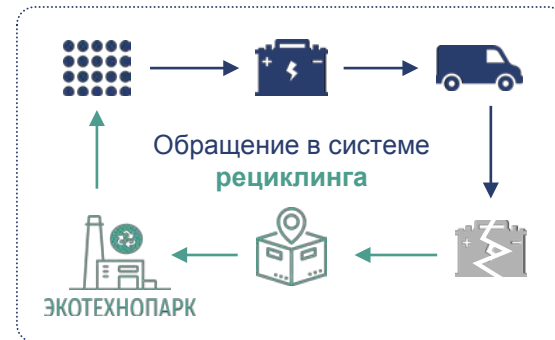 Обращение в системе
рециклинга
ЭКОТЕХНОПАРК